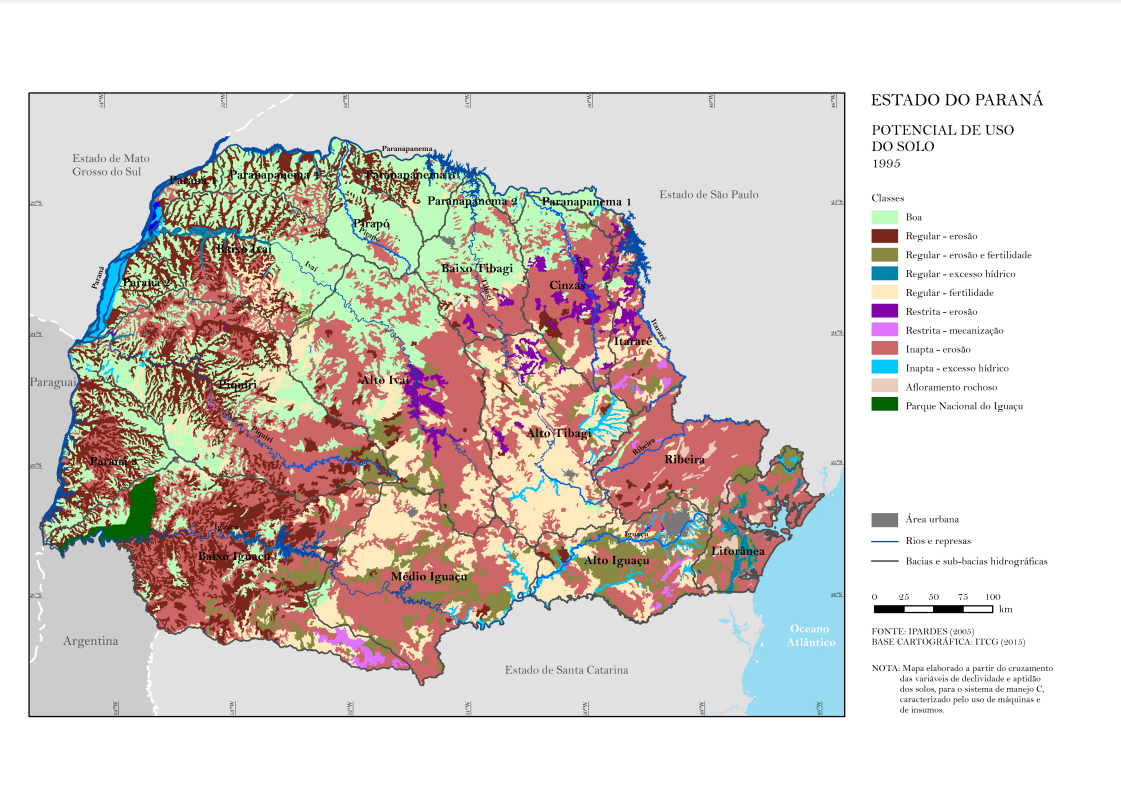 ESTADO DO PARANÁ
POTENCIAL DE USO
DO SOLO
1995
Classes
Boa
Regular - erosão
Regular - erosão e fertilidade
Regular - excesso hídrico
Regular - fertilidade
Restrita - erosão
Restrita - mecanização
Inapta - erosão
Inapta - excesso hídrico
Afloramento rochoso
Parque Nacional do Iguaçu
Área urbana
Rios e represas
Bacias e sub-bacias hidrográficas
0 25 50 75 100
km
FONTE: IPARDES (2005)
BASE CARTOGRÁFICA: ITCG (2015)
NOTA: Mapa elaborado a partir do cruzamento
das variáveis de declividade e aptidão
dos solos, para o sistema de manejo C,
caracterizado pelo uso de máquinas e
de insumos.
Estado de Mato
Grosso do Sul
Estado de São Paulo
Paraguai
Argentina
Estado de Santa Catarina
Oceano
Atlântico
Paranapanema
Paranapanema 2
Paranapanema 1
Pirapó
Pirapó
Baixo Ivaí
Ivaí
Paraná
Paraná 2
Baixo Tibagi
Cinzas
Itararé
Itararé
Piquiri
Piquiri
Alto Ivaí
Alto Tibagi
Ribeira
Ribeira
Paraná 3
Iguaçu
Baixo Iguaçu
Médio Iguaçu
Iguaçu
Alto Iguaçu
Litorânea